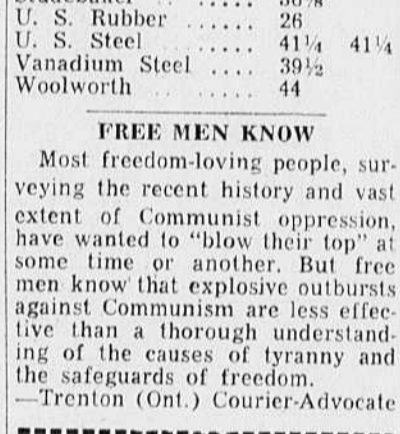 U. S. Rubber ...... 26
U. S. Steel ...... 41¼ 41¼
Vanadium Steel .... 39½
Woolworth ...... 44
FREE MEN KNOW
Most freedom-loving people, sur-
veying the recent history and vast
extent of Communist oppression,
have wanted to "blow their top" at
some time or another. But free
men know that explosive outbursts
against Communism are less effec-
tive than a thorough understand-
ing of the causes of tyranny and
the safeguards of freedom.
—Trenton (Ont.) Courier-Advocate